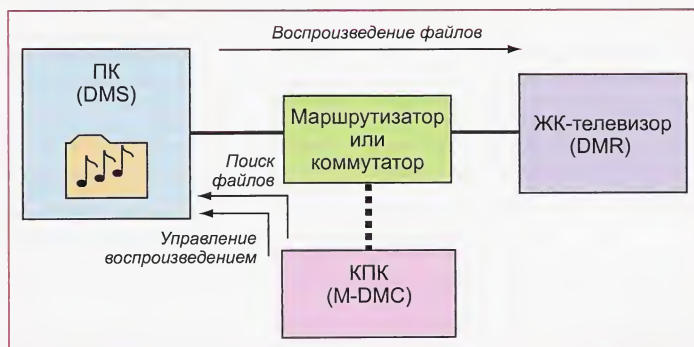 Воспроизведение файлов
ПК
(DMS)
Маршрутизатор
или
коммутатор
ЖК-телевизор
(DMR)
Поиск
файлов
Управление
воспроизведением
КПК
(M-DMC)